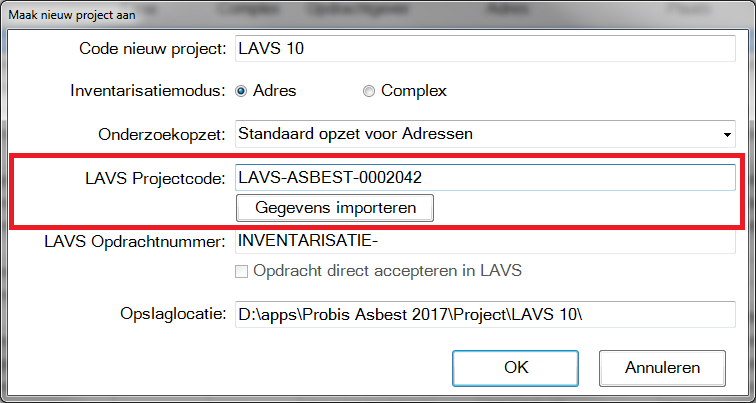 Maak nieuw project aan
Code nieuw project: LAVS 10
Inventarisatiemodus: Adres Complex
Onderzoekopzet: Standaard opzet voor Adressen
LAVS Projectcode: LAVS-ASBEST-0002042
Gegevens importeren
LAVS Opdrachtnummer: INVENTARISATIE-
Opdracht direct accepteren in LAVS
Opslaglocatie: D:\apps\Probis Asbest 2017\Project\LAVS 10\
OK Annuleren